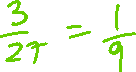 3/27 = 1/9